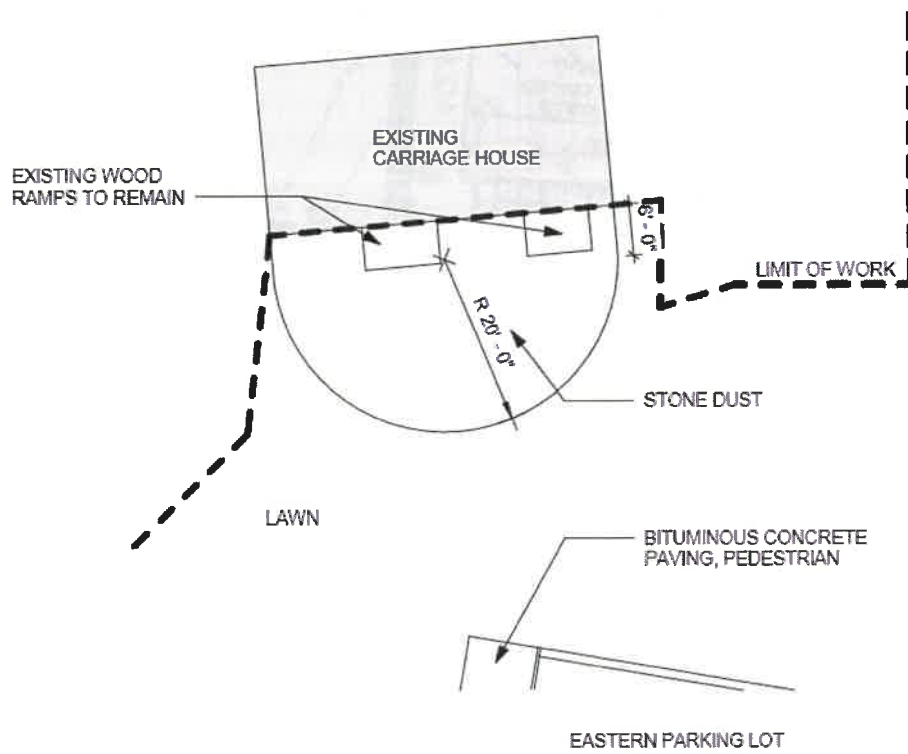 EXISTING
CARRIAGE HOUSE
EXISTING WOOD
RAMPS TO REMAIN
6' - 0"
LIMIT OF WORK
R 20' - 0"
STONE DUST
LAWN
BITUMINOUS CONCRETE
PAVING, PEDESTRIAN
EASTERN PARKING LOT